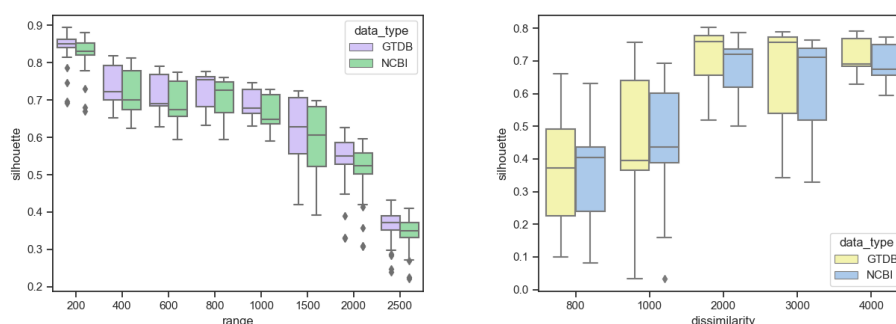 data_type
GTDB
NCBI
silhouette
0.9
0.8
0.7
0.6
0.5
0.4
0.3
0.2
200 400 600 800 1000 1500 2000 2500
range
silhouette
0.8
0.7
0.6
0.5
0.4
0.3
0.2
0.1
0.0
data_type
GTDB
NCBI
800 1000 2000 3000 4000
dissimilarity